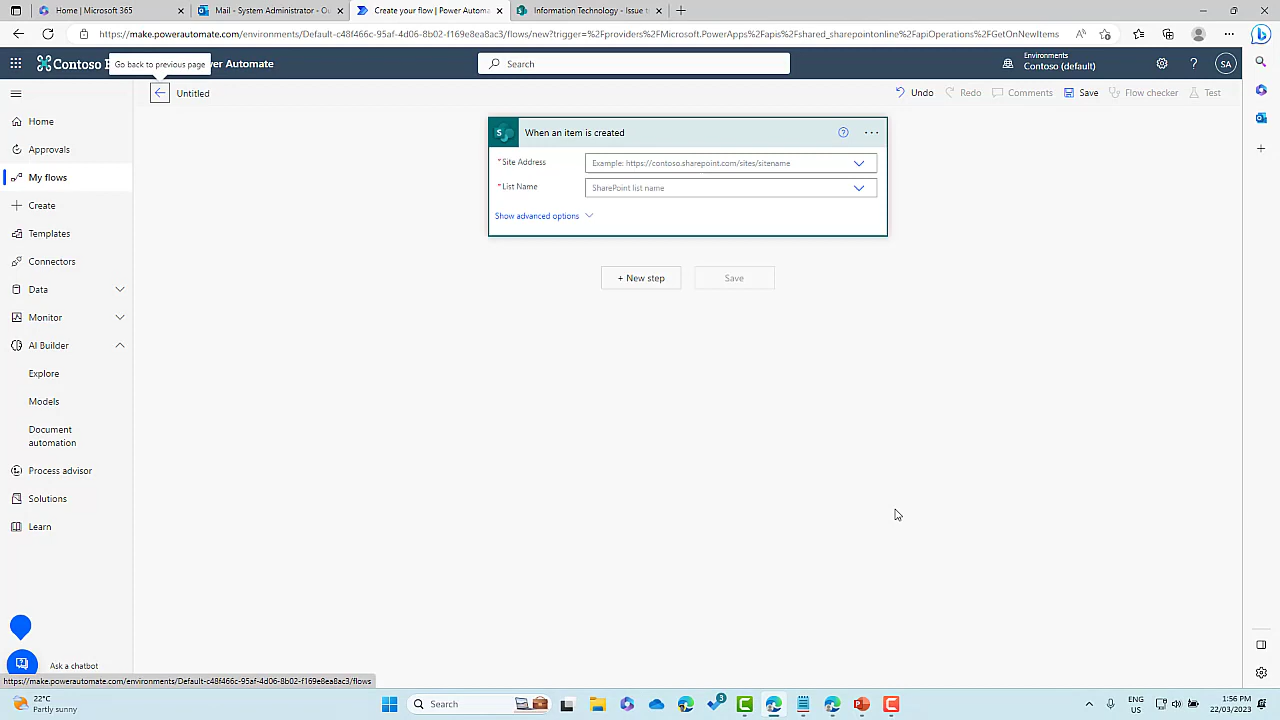 Home | Microsoft 365
Mail - System Administrator - Ou
Create your flow | Power Automa
Information Technology - Issue t
https://make.powerautomate.com/environments/Default-c48f466c-95af-4d06-8b02-f169e8ea8ac3/flows/new?trigger=/providers%2FMicrosoft.PowerApps%2Fapis%2Fshared_sharepointonline%2FapiOperations%2FGetOnNewItems
Contoso
Go back to previous page
wer Automate
Search
Environments
Contoso (default)
SA
Untitled
Undo
Redo
Comments
Save
Flow checker
Test
Home
Approvals
My flows
Create
Templates
Connectors
Data
Monitor
AI Builder
Explore
Models
Document
automation
Process advisor
Solutions
Learn
When an item is created
* Site Address
Example: https://contoso.sharepoint.com/sites/sitename
* List Name
SharePoint list name
Show advanced options
+ New step
Save
Ask a chatbot
https://make.powerautomate.com/environments/Default-c48f466c-95af-4d06-8b02-f169e8ea8ac3/flows
22°C
Partly sunny
Search
3
ENG
US
1:56 PM
22/03/2023